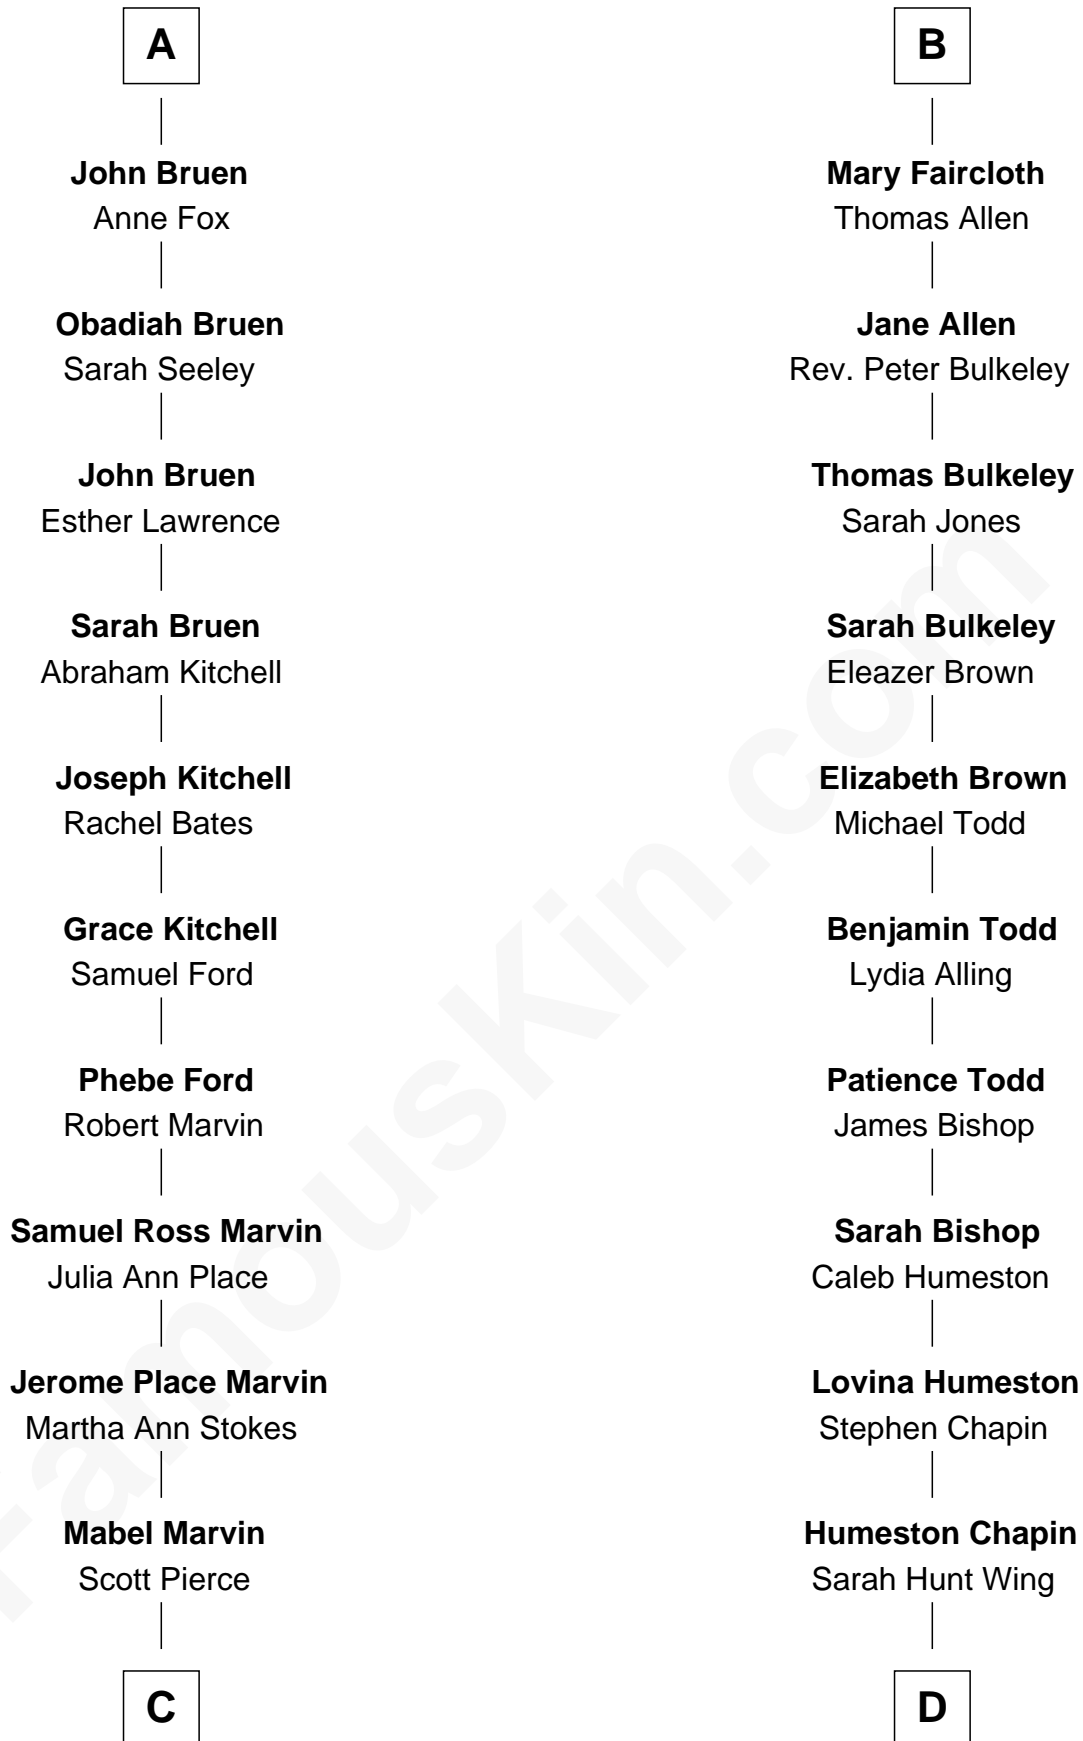 A
John Bruen
Anne Fox
Obadiah Bruen
Sarah Seeley
John Bruen
Esther Lawrence
Sarah Bruen
Abraham Kitchell
Joseph Kitchell
Rachel Bates
Grace Kitchell
Samuel Ford
Phebe Ford
Robert Marvin
Samuel Ross Marvin
Julia Ann Place
Jerome Place Marvin
Martha Ann Stokes
Mabel Marvin
Scott Pierce
C
B
Mary Faircloth
Thomas Allen
Jane Allen
Rev. Peter Bulkeley
Thomas Bulkeley
Sarah Jones
Sarah Bulkeley
Eleazer Brown
Elizabeth Brown
Michael Todd
Benjamin Todd
Lydia Alling
Patience Todd
James Bishop
Sarah Bishop
Caleb Humeston
Lovina Humeston
Stephen Chapin
Humeston Chapin
Sarah Hunt Wing
D
FamousKin.com